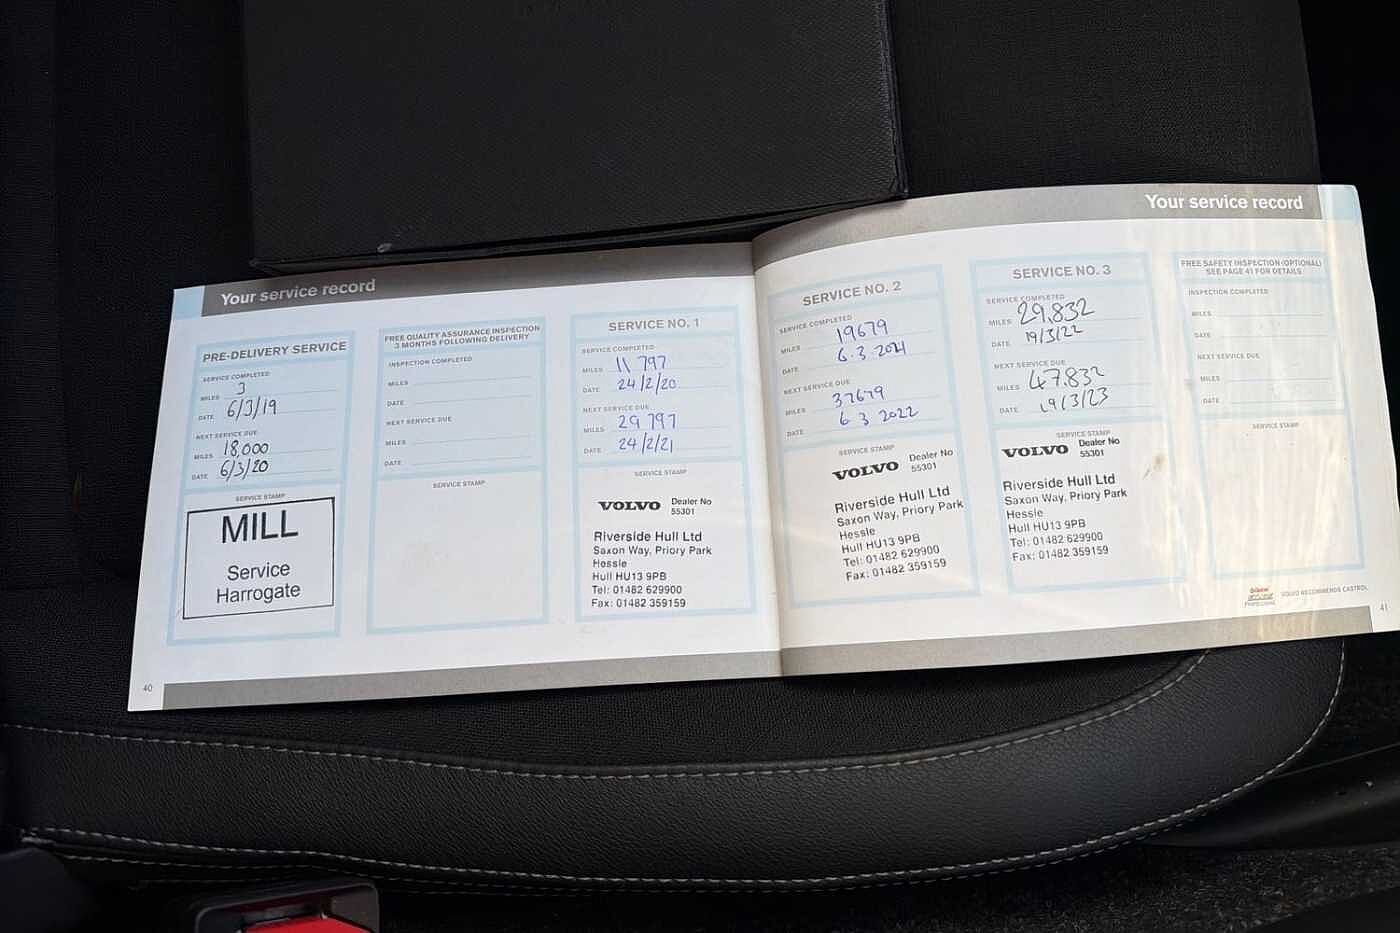 Your service record
PRE-DELIVERY SERVICE
SERVICE COMPLETED
MILES 3
DATE 6/3/19
NEXT SERVICE DUE
MILES 18,000
DATE 6/3/20
SERVICE STAMP
MILL
Service
Harrogate
FREE QUALITY ASSURANCE INSPECTION
3 MONTHS FOLLOWING DELIVERY
INSPECTION COMPLETED
MILES
DATE
NEXT SERVICE DUE
MILES
DATE
SERVICE STAMP
SERVICE NO. 1
SERVICE COMPLETED
MILES 11 797
DATE 24/2/20
NEXT SERVICE DUE
MILES 29 797
DATE 24/2/21
SERVICE STAMP
VOLVO Dealer No
55301
Riverside Hull Ltd
Saxon Way, Priory Park
Hessle
Hull HU13 9PB
Tel: 01482 629900
Fax: 01482 359159
40
Your service record
SERVICE NO. 2
SERVICE COMPLETED
MILES 19679
DATE 6.3.2021
NEXT SERVICE DUE
MILES 37679
DATE 6 3 2022
SERVICE STAMP
VOLVO Dealer No
55301
Riverside Hull Ltd
Saxon Way, Priory Park
Hessle
Hull HU13 9PB
Tel: 01482 629900
Fax: 01482 359159
SERVICE NO. 3
SERVICE COMPLETED
MILES 29,832
DATE 19/3/22
NEXT SERVICE DUE
MILES 47,832
DATE 19/3/23
SERVICE STAMP
VOLVO Dealer No
55301
Riverside Hull Ltd
Saxon Way, Priory Park
Hessle
Hull HU13 9PB
Tel: 01482 629900
Fax: 01482 359159
FREE SAFETY INSPECTION (OPTIONAL)
SEE PAGE 41 FOR DETAILS
INSPECTION COMPLETED
MILES
DATE
NEXT SERVICE DUE
MILES
DATE
SERVICE STAMP
Castrol
PROFESSIONAL
VOLVO RECOMMENDS CASTROL
41